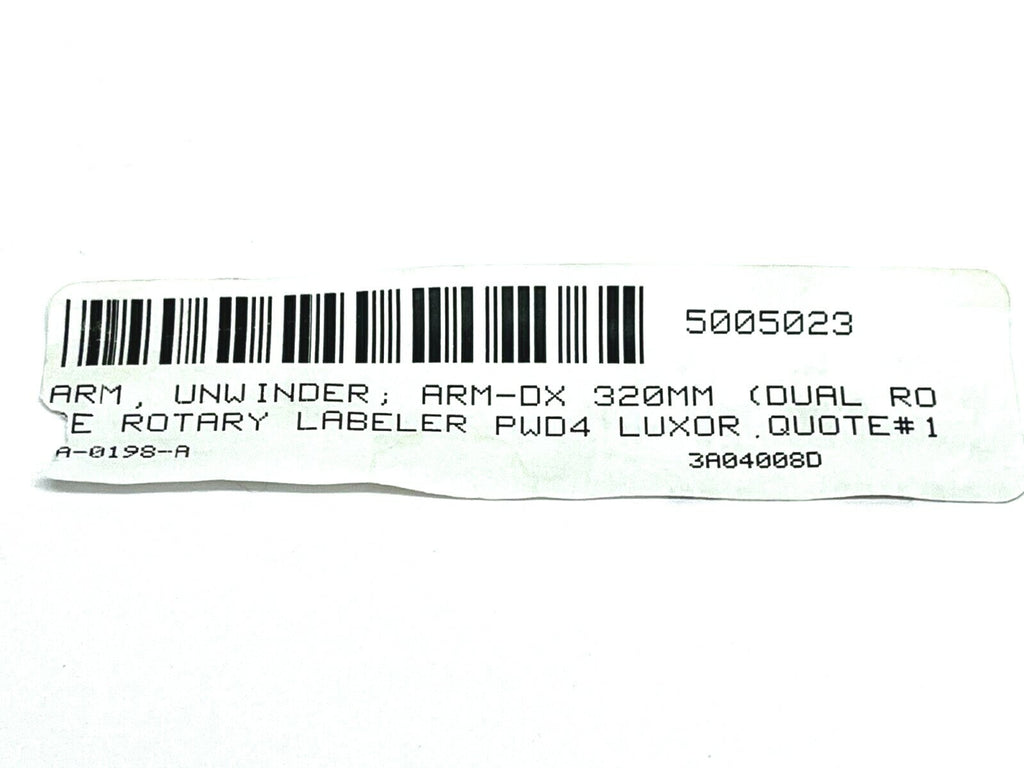 5005023
ARM, UNWINDER; ARM-DX 320MM (DUAL RO
E ROTARY LABELER PWD4 LUXOR.QUOTE#1
A-0198-A
3A04008D